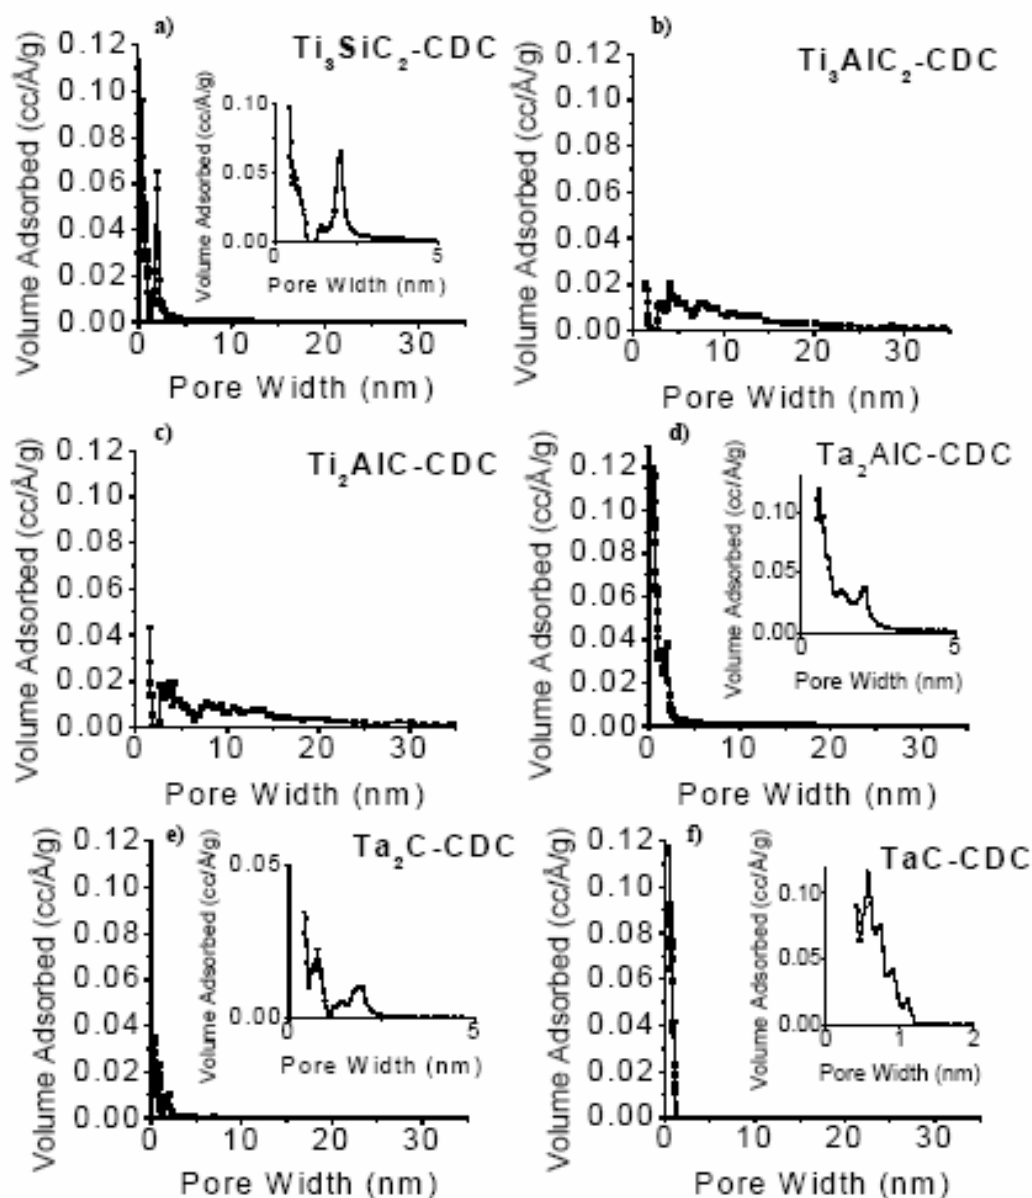 a)
Ti₃SiC₂-CDC
Volume Adsorbed (cc/Å/g)
0.12
0.10
0.08
0.06
0.04
0.02
0.00
0 10 20 30
Pore Width (nm)
Volume Adsorbed (cc/Å/g)
0.10
0.05
0.00
0 5
Pore Width (nm)
b)
Ti₃AlC₂-CDC
Volume Adsorbed (cc/Å/g)
0.12
0.10
0.08
0.06
0.04
0.02
0.00
0 10 20 30
Pore Width (nm)
c)
Ti₂AlC-CDC
Volume Adsorbed (cc/Å/g)
0.12
0.10
0.08
0.06
0.04
0.02
0.00
0 10 20 30
Pore Width (nm)
d)
Ta₂AlC-CDC
Volume Adsorbed (cc/Å/g)
0.12
0.10
0.08
0.06
0.04
0.02
0.00
0 10 20 30
Pore Width (nm)
Volume Adsorbed (cc/Å/g)
0.10
0.05
0.00
0 5
Pore Width (nm)
e)
Ta₂C-CDC
Volume Adsorbed (cc/Å/g)
0.12
0.10
0.08
0.06
0.04
0.02
0.00
0 10 20 30
Pore Width (nm)
Volume Adsorbed (cc/Å/g)
0.05
0.00
0 5
Pore Width (nm)
f)
TaC-CDC
Volume Adsorbed (cc/Å/g)
0.12
0.10
0.08
0.06
0.04
0.02
0.00
0 10 20 30
Pore Width (nm)
Volume Adsorbed (cc/Å/g)
0.10
0.05
0.00
0 1 2
Pore Width (nm)